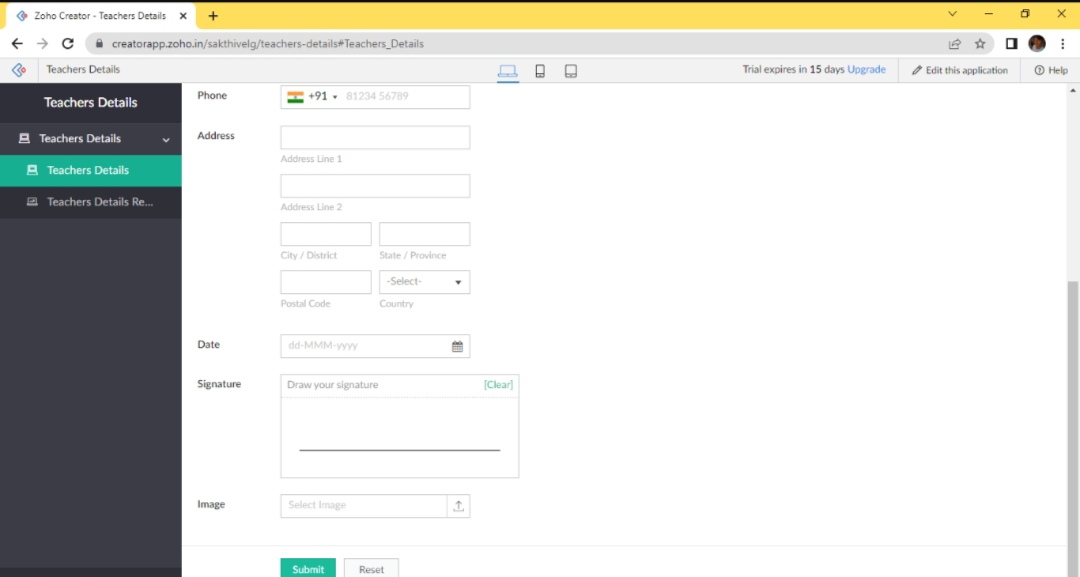 Zoho Creator - Teachers Details
creatorapp.zoho.in/sakthivelg/teachers-details#Teachers_Details
Teachers Details
Trial expires in 15 days Upgrade
Edit this application
Help
Teachers Details
Teachers Details
Teachers Details
Teachers Details Re...
Phone
+91 81234 56789
Address
Address Line 1
Address Line 2
City / District State / Province
-Select-
Postal Code Country
Date
dd-MMM-yyyy
Signature
Draw your signature [Clear]
Image
Select Image
Submit Reset